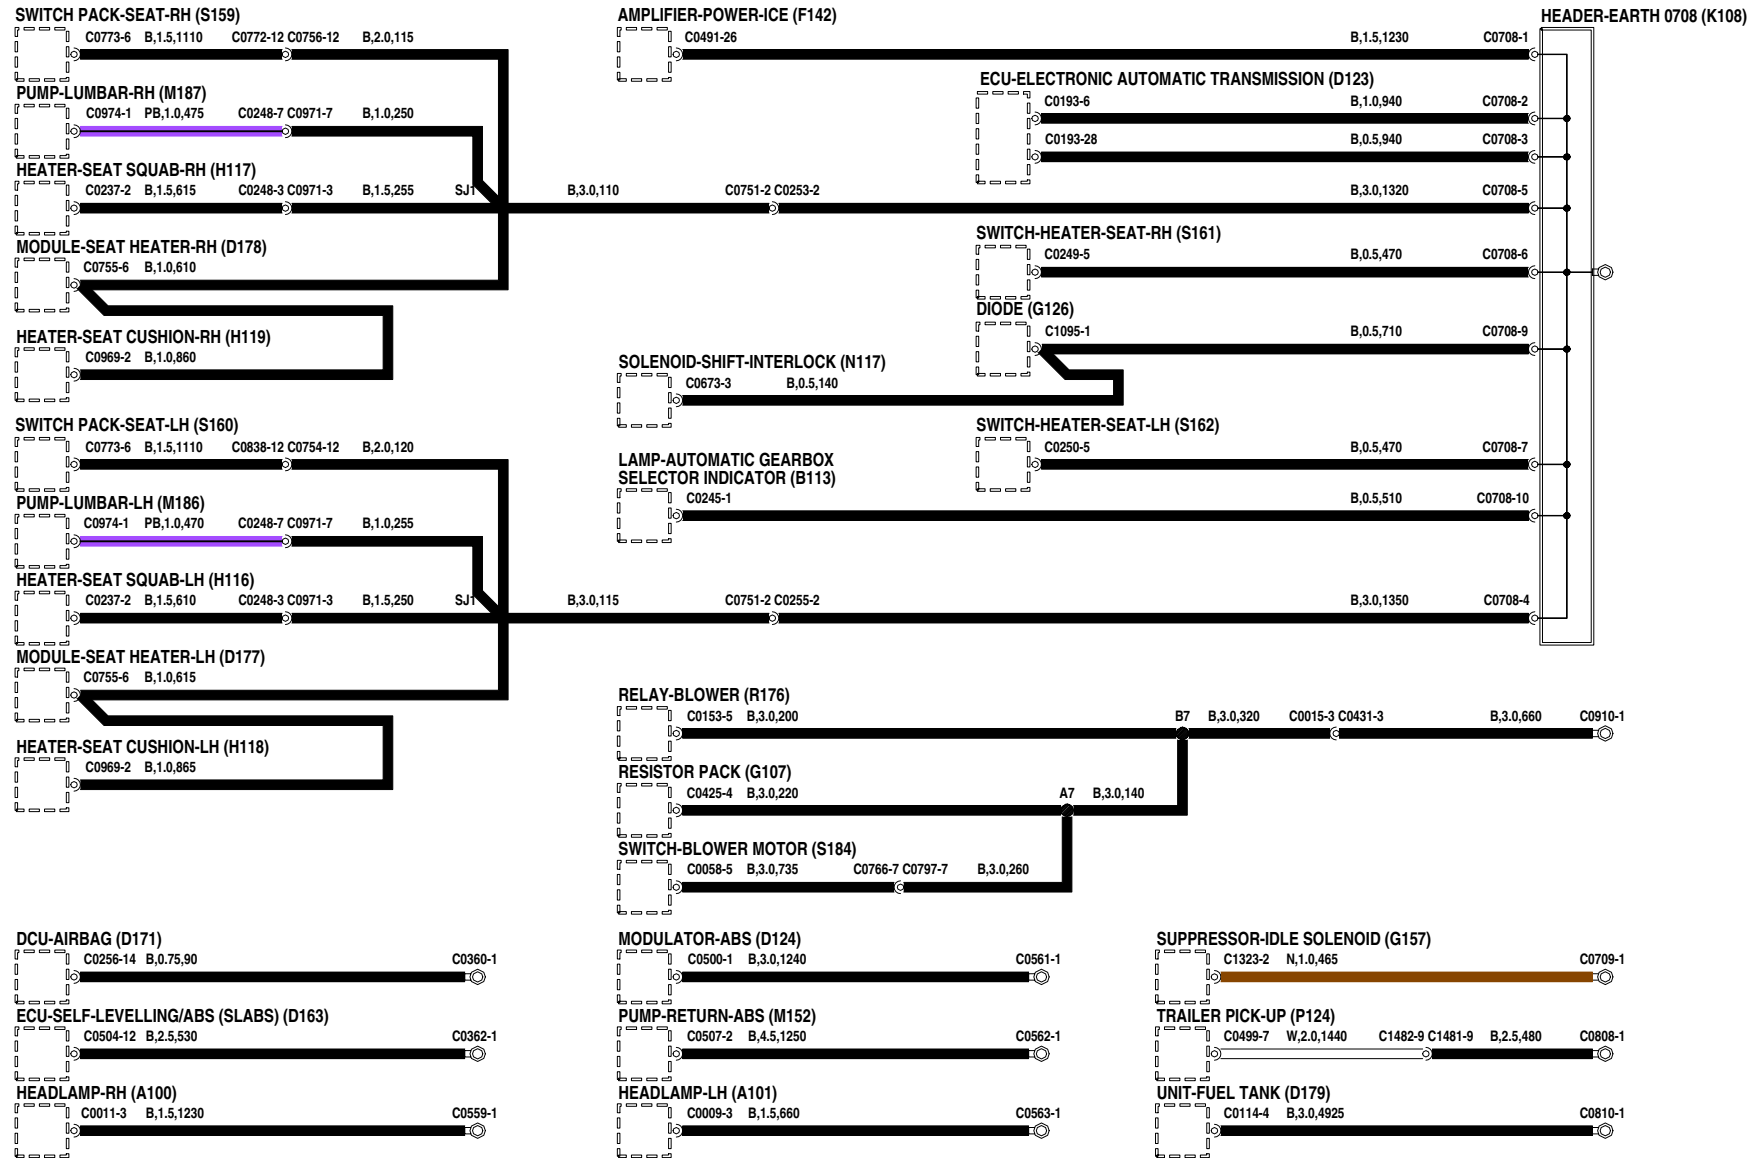 SWITCH PACK-SEAT-RH (S159)
C0773-6 B,1.5,1110 C0772-12 C0756-12 B,2.0,115
PUMP-LUMBAR-RH (M187)
C0974-1 PB,1.0,475 C0248-7 C0971-7 B,1.0,250
HEATER-SEAT SQUAB-RH (H117)
C0237-2 B,1.5,615 C0248-3 C0971-3 B,1.5,255 SJ1 B,3.0,110 C0751-2 C0253-2 B,3.0,1320 C0708-5
MODULE-SEAT HEATER-RH (D178)
C0755-6 B,1.0,610
HEATER-SEAT CUSHION-RH (H119)
C0969-2 B,1.0,860
SWITCH PACK-SEAT-LH (S160)
C0773-6 B,1.5,1110 C0838-12 C0754-12 B,2.0,120
PUMP-LUMBAR-LH (M186)
C0974-1 PB,1.0,470 C0248-7 C0971-7 B,1.0,255
HEATER-SEAT SQUAB-LH (H116)
C0237-2 B,1.5,610 C0248-3 C0971-3 B,1.5,250 SJ1 B,3.0,115 C0751-2 C0255-2 B,3.0,1350 C0708-4
MODULE-SEAT HEATER-LH (D177)
C0755-6 B,1.0,615
HEATER-SEAT CUSHION-LH (H118)
C0969-2 B,1.0,865
AMPLIFIER-POWER-ICE (F142)
C0491-26 B,1.5,1230 C0708-1
HEADER-EARTH 0708 (K108)
ECU-ELECTRONIC AUTOMATIC TRANSMISSION (D123)
C0193-6 B,1.0,940 C0708-2
C0193-28 B,0.5,940 C0708-3
SWITCH-HEATER-SEAT-RH (S161)
C0249-5 B,0.5,470 C0708-6
DIODE (G126)
C1095-1 B,0.5,710 C0708-9
SOLENOID-SHIFT-INTERLOCK (N117)
C0673-3 B,0.5,140
SWITCH-HEATER-SEAT-LH (S162)
C0250-5 B,0.5,470 C0708-7
LAMP-AUTOMATIC GEARBOX
SELECTOR INDICATOR (B113)
C0245-1 B,0.5,510 C0708-10
RELAY-BLOWER (R176)
C0153-5 B,3.0,200 B7 B,3.0,320 C0015-3 C0431-3 B,3.0,660 C0910-1
RESISTOR PACK (G107)
C0425-4 B,3.0,220 A7 B,3.0,140
SWITCH-BLOWER MOTOR (S184)
C0058-5 B,3.0,735 C0766-7 C0797-7 B,3.0,260
DCU-AIRBAG (D171)
C0256-14 B,0.75,90 C0360-1
ECU-SELF-LEVELLING/ABS (SLABS) (D163)
C0504-12 B,2.5,530 C0362-1
HEADLAMP-RH (A100)
C0011-3 B,1.5,1230 C0559-1
MODULATOR-ABS (D124)
C0500-1 B,3.0,1240 C0561-1
PUMP-RETURN-ABS (M152)
C0507-2 B,4.5,1250 C0562-1
HEADLAMP-LH (A101)
C0009-3 B,1.5,660 C0563-1
SUPPRESSOR-IDLE SOLENOID (G157)
C1323-2 N,1.0,465 C0709-1
TRAILER PICK-UP (P124)
C0499-7 W,2.0,1440 C1482-9 C1481-9 B,2.5,480 C0808-1
UNIT-FUEL TANK (D179)
C0114-4 B,3.0,4925 C0810-1